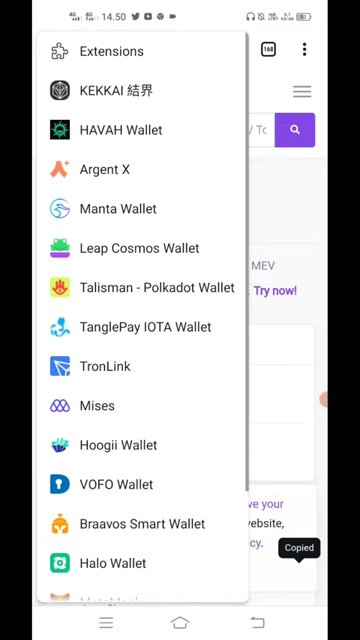 14.50
168
Extensions
KEKKAI 結界
HAVAH Wallet
/ To
Argent X
Manta Wallet
Leap Cosmos Wallet
MEV
Talisman - Polkadot Wallet
. Try now!
TanglePay IOTA Wallet
TronLink
Mises
Hoogii Wallet
VOFO Wallet
ve your
Braavos Smart Wallet
ebsite,
cy.
Copied
Halo Wallet